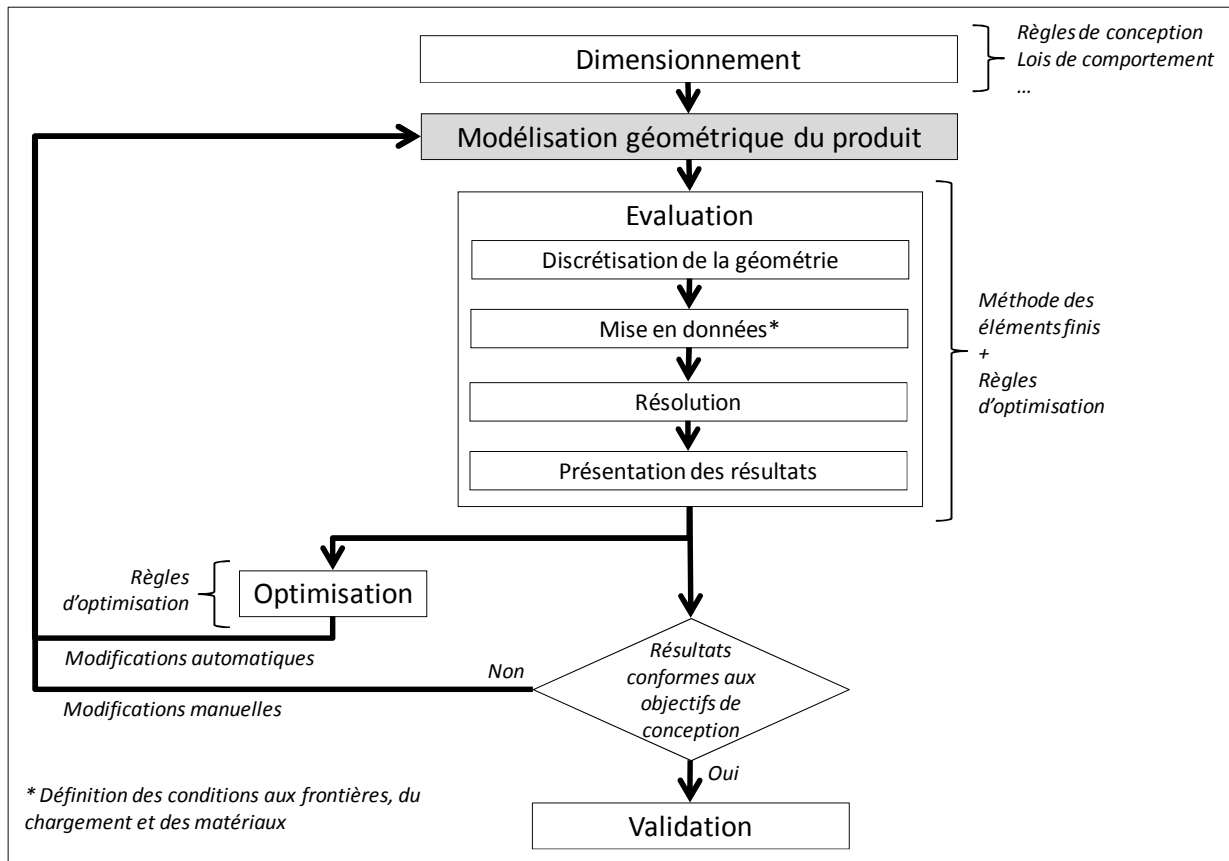 Dimensionnement
Règles de conception
Lois de comportement
…
Modélisation géométrique du produit
Evaluation
Discrétisation de la géométrie
Mise en données*
Résolution
Présentation des résultats
Méthode des
éléments finis
+
Règles
d’optimisation
Règles
d’optimisation
Optimisation
Modifications automatiques
Non
Modifications manuelles
Résultats
conformes aux
objectifs de
conception
Oui
* Définition des conditions aux frontières, du
chargement et des matériaux
Validation